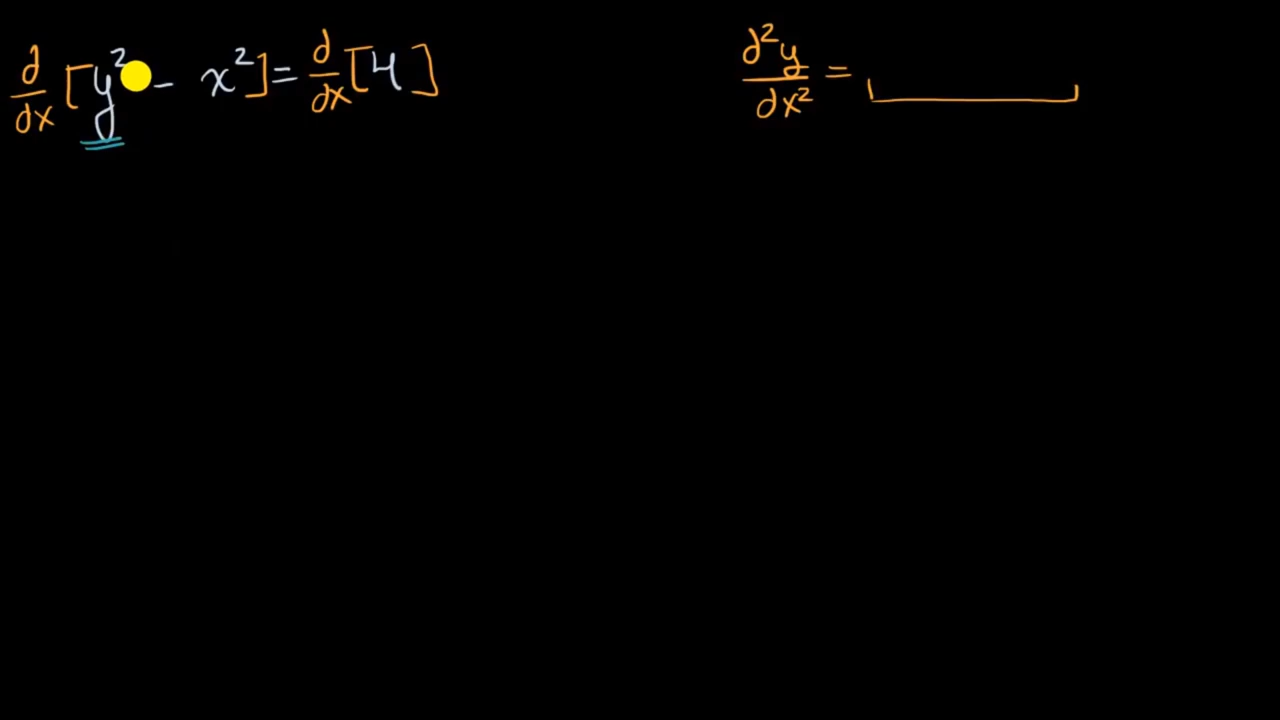 d/dx [y² - x²] = d/dx [4]
d²y/dx² =